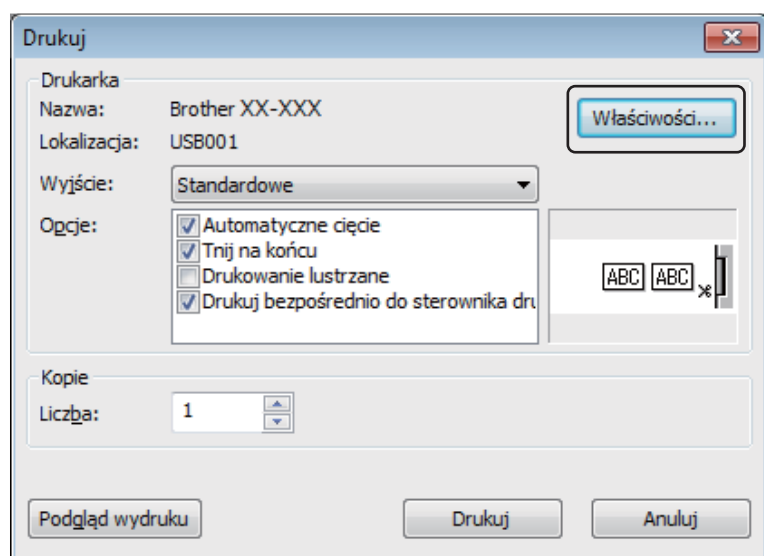 Drukuj
Drukarka
Nazwa: Brother XX-XXX
Właściwości...
Lokalizacja: USB001
Wyjście: Standardowe
Opcje: Automatyczne cięcie
Tnij na końcu
Drukowanie lustrzane
Drukuj bezpośrednio do sterownika dru
ABC ABC
Kopie
Liczba: 1
Podgląd wydruku Drukuj Anuluj